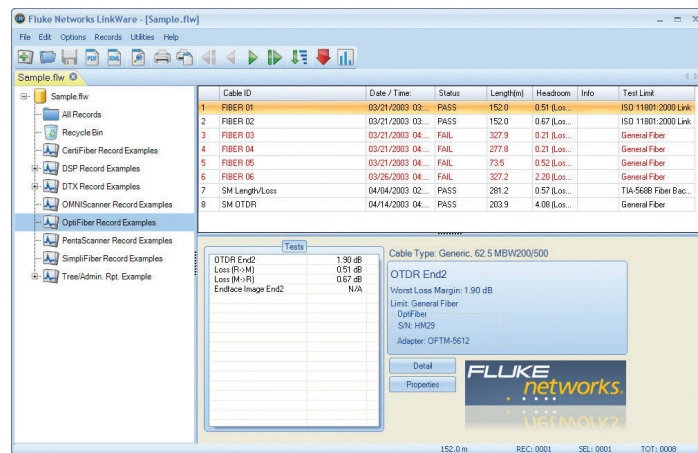 Fluke Networks LinkWare - [Sample.flw]
File Edit Options Records Utilities Help
PDF XML
Sample.flw
Sample.flw
All Records
Recycle Bin
CertiFiber Record Examples
DSP Record Examples
DTX Record Examples
OMNIScanner Record Examples
OptiFiber Record Examples
PentaScanner Record Examples
SimpliFiber Record Examples
Tree/Admin. Rpt. Example
Cable ID Date / Time: Status Length(m) Headroom Info Test Limit
1 FIBER 01 03/21/2003 03:... PASS 152.0 0.51 (Los... ISO 11801:2000 Link
2 FIBER 02 03/21/2003 03:... PASS 152.0 0.67 (Los... ISO 11801:2000 Link
3 FIBER 03 03/21/2003 04:... FAIL 327.9 0.21 (Los... General Fiber
4 FIBER 04 03/21/2003 04:... FAIL 277.8 0.21 (Los... General Fiber
5 FIBER 05 03/21/2003 04:... FAIL 73.5 0.52 (Los... General Fiber
6 FIBER 06 03/26/2003 04:... FAIL 327.2 2.20 (Los... General Fiber
7 SM Length/Loss 04/04/2003 02:... PASS 281.2 0.57 (Los... TIA-568B Fiber Bac...
8 SM OTDR 04/14/2003 04:... PASS 203.9 4.08 (Los... General Fiber
Tests
OTDR End2 1.90 dB
Loss (R->M) 0.51 dB
Loss (M->R) 0.67 dB
Endface Image End2 N/A
Cable Type: Generic, 62.5 MBW200/500
OTDR End2
Worst Loss Margin: 1.90 dB
Limit: General Fiber
OptiFiber
S/N: HM29
Adapter: OFTM-5612
Detail
Properties
FLUKE
networks.
152.0 m REC: 0001 SEL: 0001 TOT: 0008